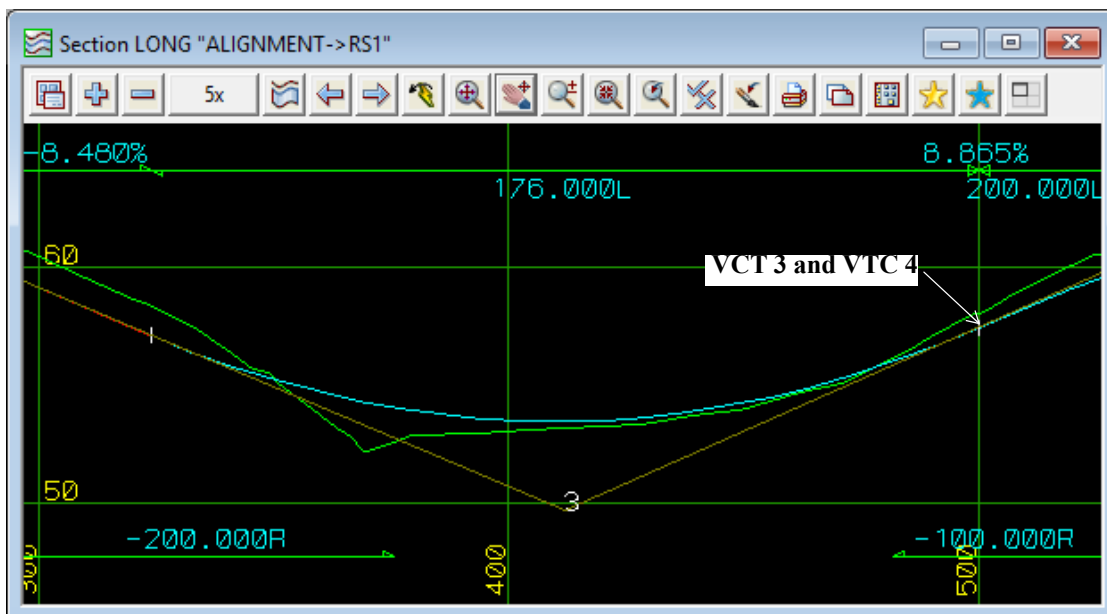 Section LONG "ALIGNMENT->RS1"
5x
-8.480% 8.865%
176.000L 200.000L
60
VCT 3 and VTC 4
50 3
-200.000R -100.000R
300 400 500